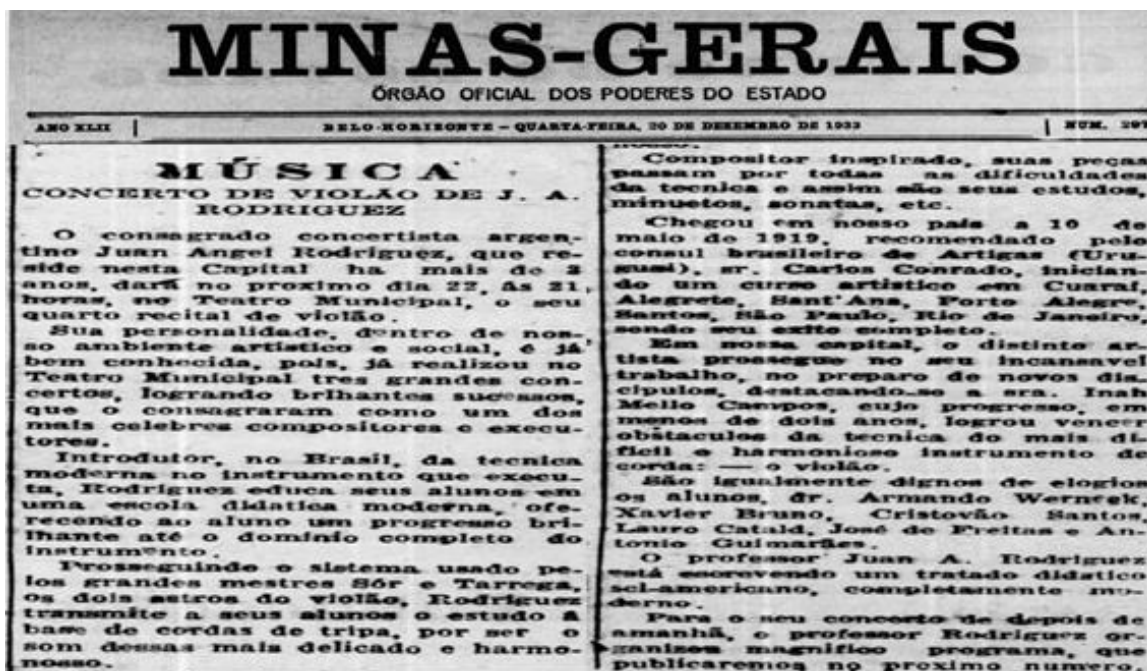 MINAS-GERAIS
ÓRGÃO OFICIAL DOS PODERES DO ESTADO
ANO XLII
BELO-HORIZONTE — QUARTA-FEIRA, 20 DE DEZEMBRO DE 1933
NUM. 297
MÚSICA
CONCERTO DE VIOLÃO DE J. A.
RODRIGUEZ
O consagrado concertista argen-
tino Juan Angel Rodriguez, que re-
side nesta Capital ha mais de
anos, dará no proximo dia 22, ás 21
horas, no Teatro Municipal, o seu
quarto recital de violão.
Sua personalidade, dentro de nos-
so ambiente artistico e social, é já
bem conhecida, pois, já realizou no
Teatro Municipal tres grandes con-
certos, logrando brilhantes sucessos,
que o consagraram como um dos
mais celebres compositores e execu-
tores.
Introdutor, no Brasil, da tecnica
moderna no instrumento que execu-
ta, Rodriguez educa seus alunos em
uma escola didatica moderna, ofe-
recendo ao aluno um progresso bri-
lhante até o dominio completo do
instrumento.
Prosseguindo o sistema usado pe-
los grandes mestres Sór e Tarrega,
os dois astros do violão, Rodriguez
transmite a seus alunos o estudo á
base de cordas de tripa, por ser o
som dessas mais delicado e harmo-
nioso.
Compositor inspirado, suas peças
passam por todas as dificuldades
da tecnica e assim são seus estudos,
minuetos, sonatas, etc.
Chegou em nosso país a 10 de
maio de 1919, recomendado pelo
consul brasileiro de Artigas (Uru-
guai), sr. Carlos Conrado, inician-
do um curso artistico em Cuaraí,
Alegrete, Sant'Ana, Porto Alegre,
Santos, São Paulo, Rio de Janeiro,
sendo seu exito completo.
Em nossa capital, o distinto ar-
tista prossegue no seu incansavel
trabalho, no preparo de novos dis-
cipulos, destacando-se a sra. Inah
Mello Campos, cujo progresso, em
menos de dois anos, logrou vencer
obstaculos da tecnica do mais di-
ficil e harmonioso instrumento de
corda: — o violão.
São igualmente dignos de elogios
os alunos, dr. Armando Werneck,
Xavier Bruno, Cristovão Santos,
Lauro Catald, José de Freitas e An-
tonio Guimarães.
O professor Juan A. Rodriguez
está escrevendo um tratado didatico
sul-americano, completamente mo-
derno.
Para o seu concerto de depois de
amanhã, o professor Rodriguez or-
ganizou magnifico programa, que
publicaremos no proximo número.